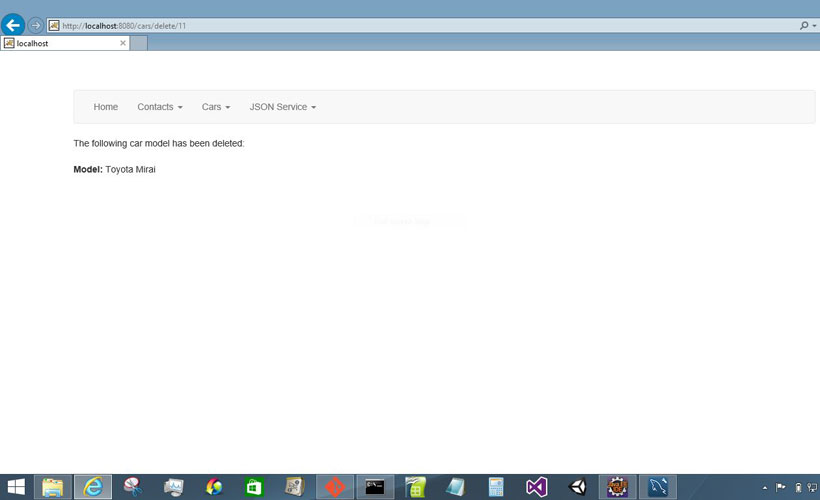 http://localhost:8080/cars/delete/11
localhost
Home Contacts Cars JSON Service
The following car model has been deleted:
Model: Toyota Mirai